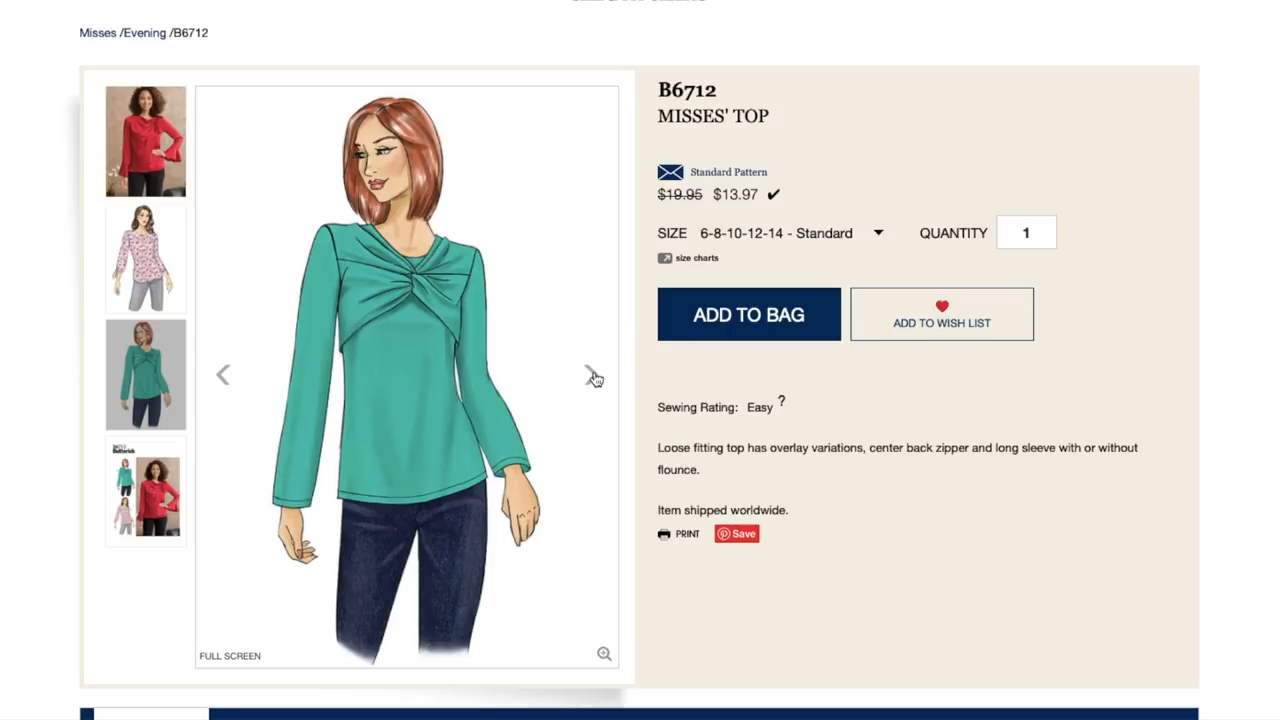 Misses /Evening /B6712
B6712
MISSES' TOP
Standard Pattern
$19.95 $13.97 ✔
SIZE 6-8-10-12-14 - Standard QUANTITY 1
size charts
ADD TO BAG
ADD TO WISH LIST
Sewing Rating: Easy ?
Loose fitting top has overlay variations, center back zipper and long sleeve with or without
flounce.
Item shipped worldwide.
PRINT Save
Butterick
FULL SCREEN